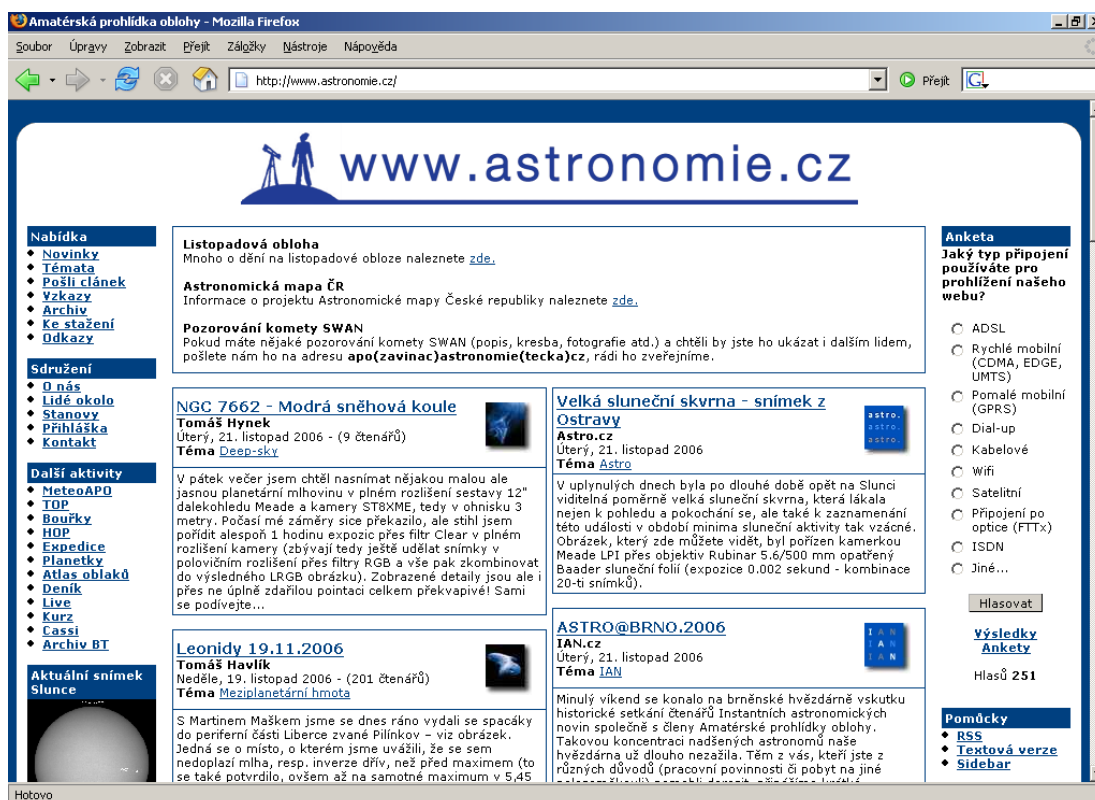 Amatérská prohlídka oblohy - Mozilla Firefox
Soubor Úpravy Zobrazit Přejít Záložky Nástroje Nápověda
http://www.astronomie.cz/
Přejít
G
www.astronomie.cz
Nabídka
Novinky
Témata
Pošli článek
Vzkazy
Archiv
Ke stažení
Odkazy
Sdružení
O nás
Lidé okolo
Stanovy
Přihláška
Kontakt
Další aktivity
MeteoAPO
TOP
Bouřky
HOP
Expedice
Planetky
Atlas oblaků
Deník
Live
Kurz
Cassi
Archiv BT
Aktuální snímek
Slunce
Listopadová obloha
Mnoho o dění na listopadové obloze naleznete zde.
Astronomická mapa ČR
Informace o projektu Astronomické mapy České republiky naleznete zde.
Pozorování komety SWAN
Pokud máte nějaké pozorování komety SWAN (popis, kresba, fotografie atd.) a chtěli by jste ho ukázat i dalším lidem,
pošlete nám ho na adresu apo(zavinac)astronomie(tecka)cz, rádi ho zveřejníme.
NGC 7662 - Modrá sněhová koule
Tomáš Hynek
Úterý, 21. listopad 2006 - (9 čtenářů)
Téma Deep-sky
V pátek večer jsem chtěl nasnímat nějakou malou ale
jasnou planetární mlhovinu v plném rozlišení sestavy 12"
dalekohledu Meade a kamery ST8XME, tedy v ohnisku 3
metry. Počasí mé záměry sice překazilo, ale stihl jsem
pořídit alespoň 1 hodinu expozic přes filtr Clear v plném
rozlišení kamery (zbývají tedy ještě udělat snímky v
polovičním rozlišení přes filtry RGB a vše pak zkombinovat
do výsledného LRGB obrázku). Zobrazené detaily jsou ale i
přes ne úplně zdařilou pointaci celkem překvapivé! Sami
se podívejte...
Leonidy 19.11.2006
Tomáš Havlík
Neděle, 19. listopad 2006 - (201 čtenářů)
Téma Meziplanetární hmota
S Martinem Maškem jsme se dnes ráno vydali se spacáky
do periferní části Liberce zvané Pilínkov – viz obrázek.
Jedná se o místo, o kterém jsme uvážili, že se sem
nedoplazí mlha, resp. inverze dřív, než před maximem (to
se také potvrdilo, ovšem až na samotné maximum v 5,45
Velká sluneční skvrna - snímek z
Ostravy
Astro.cz
Úterý, 21. listopad 2006
Téma Astro
astro.
astro.
astro.
V uplynulých dnech byla po dlouhé době opět na Slunci
viditelná poměrně velká sluneční skvrna, která lákala
nejen k pohledu a pokochání se, ale také k zaznamenání
této události v období minima sluneční aktivity tak vzácné.
Obrázek, který zde můžete vidět, byl pořízen kamerkou
Meade LPI přes objektiv Rubinar 5.6/500 mm opatřený
Baader sluneční folií (expozice 0.002 sekund - kombinace
20-ti snímků).
ASTRO@BRNO.2006
IAN.cz
Úterý, 21. listopad 2006
Téma IAN
I A N
I A N
I A N
Minulý víkend se konalo na brněnské hvězdárně vskutku
historické setkání čtenářů Instantních astronomických
novin společně s členy Amatérské prohlídky oblohy.
Takovou koncentraci nadšených astronomů naše
hvězdárna už dlouho nezažila. Těm z vás, kteří jste z
různých důvodů (pracovní povinnosti či pobyt na jiné
Anketa
Jaký typ připojení
používáte pro
prohlížení našeho
webu?
ADSL
Rychlé mobilní
(CDMA, EDGE,
UMTS)
Pomalé mobilní
(GPRS)
Dial-up
Kabelové
Wifi
Satelitní
Připojení po
optice (FTTx)
ISDN
Jiné...
Hlasovat
Výsledky
Ankety
Hlasů 251
Pomůcky
RSS
Textová verze
Sidebar
Hotovo